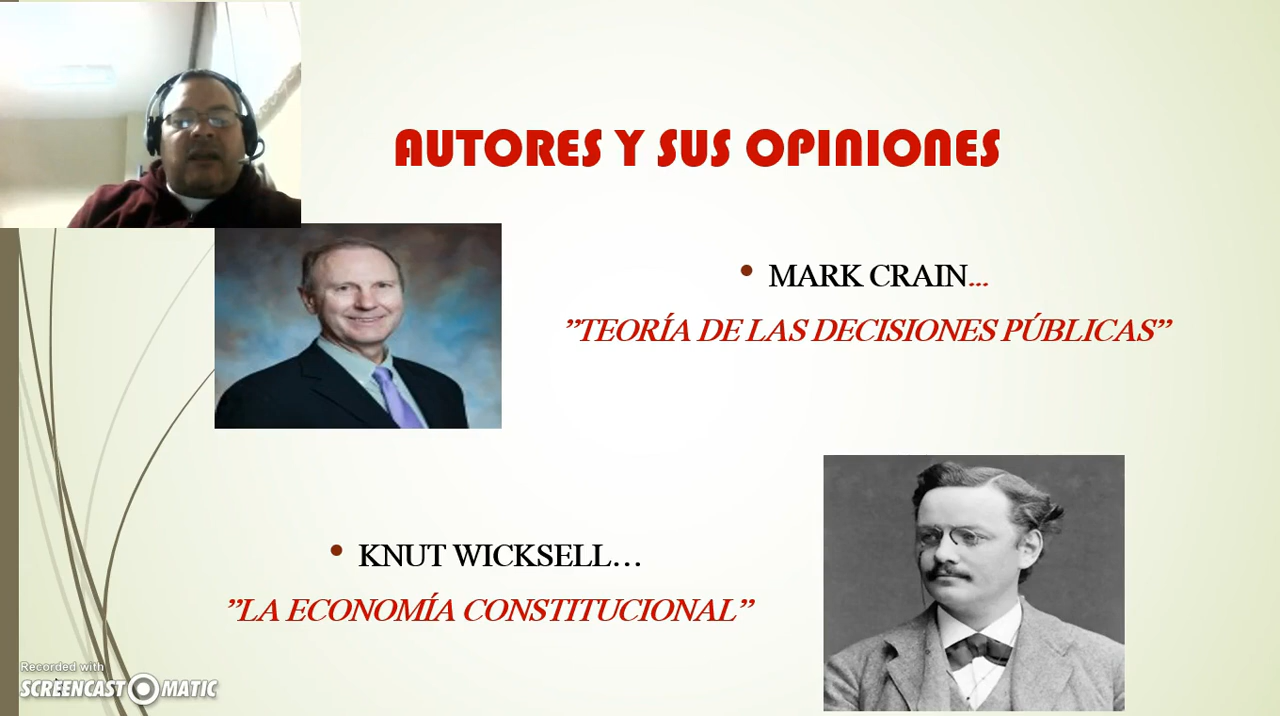 AUTORES Y SUS OPINIONES
• MARK CRAIN...
”TEORÍA DE LAS DECISIONES PÚBLICAS”
• KNUT WICKSELL…
”LA ECONOMÍA CONSTITUCIONAL”
Recorded with
SCREENCAST MATIC